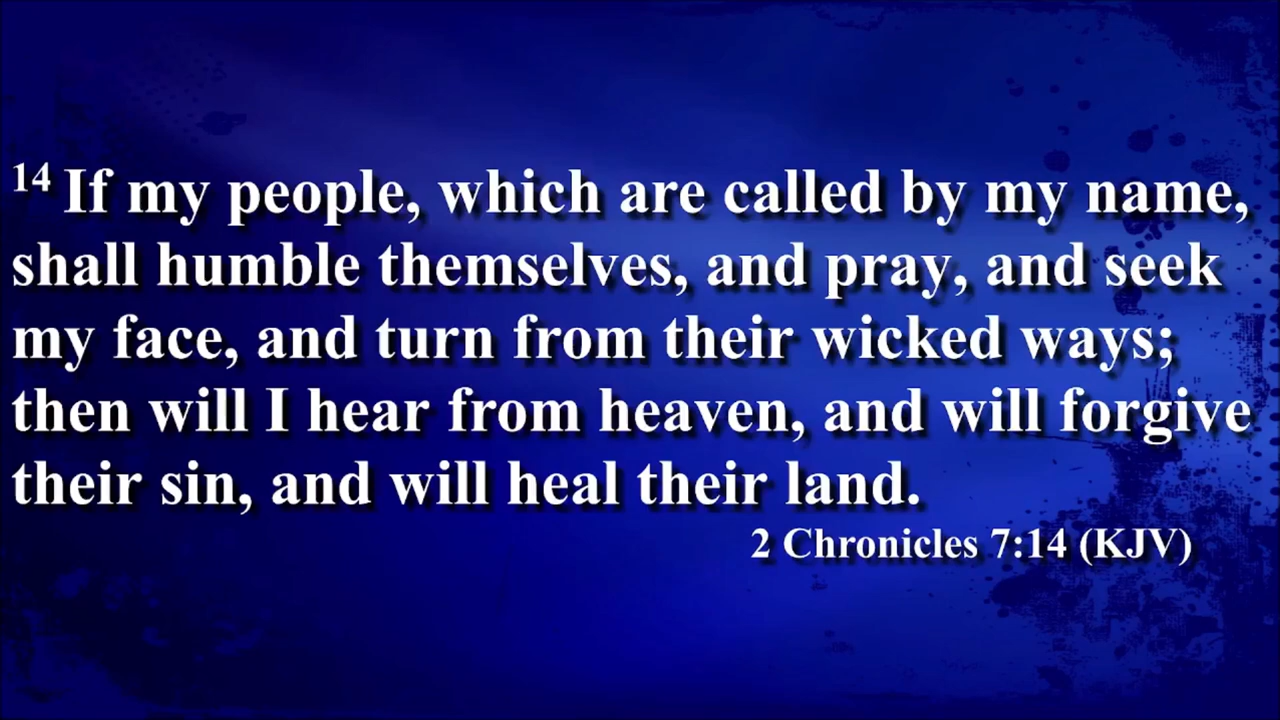 14 If my people, which are called by my name,
shall humble themselves, and pray, and seek
my face, and turn from their wicked ways;
then will I hear from heaven, and will forgive
their sin, and will heal their land.
2 Chronicles 7:14 (KJV)